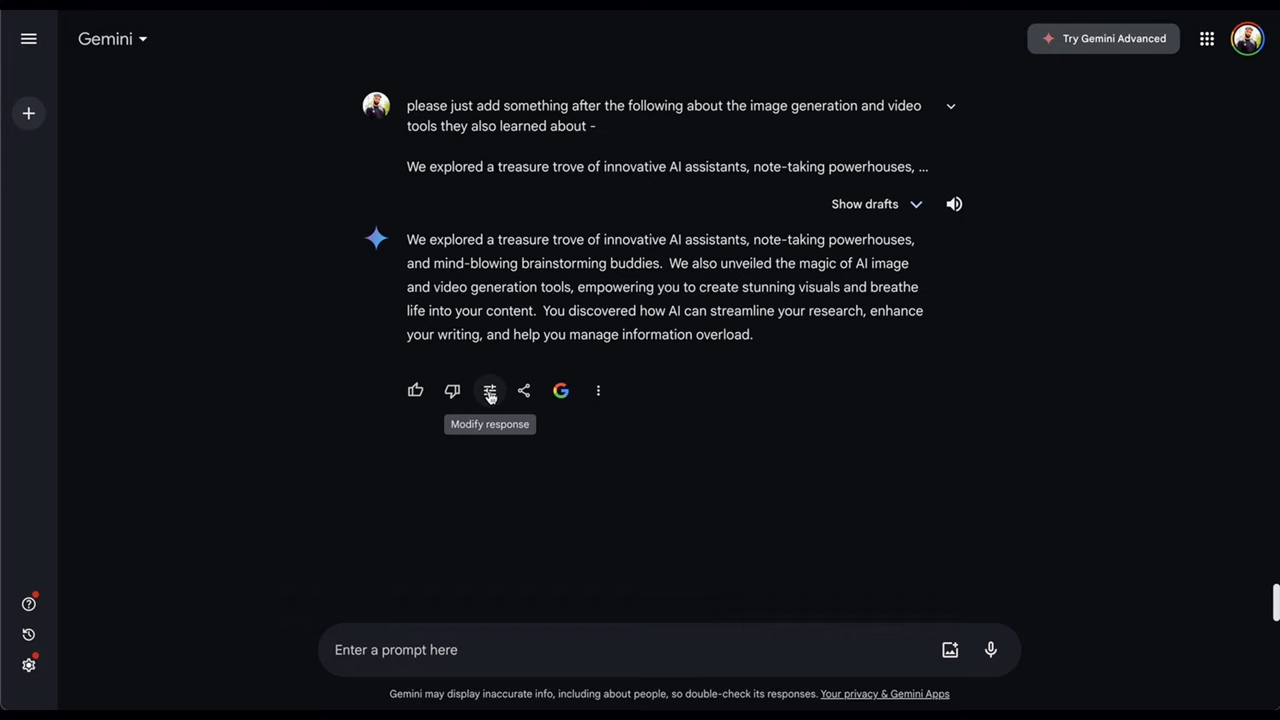 Gemini
Try Gemini Advanced
please just add something after the following about the image generation and video
tools they also learned about -
We explored a treasure trove of innovative AI assistants, note-taking powerhouses, ...
Show drafts
We explored a treasure trove of innovative AI assistants, note-taking powerhouses,
and mind-blowing brainstorming buddies.  We also unveiled the magic of AI image
and video generation tools, empowering you to create stunning visuals and breathe
life into your content.  You discovered how AI can streamline your research, enhance
your writing, and help you manage information overload.
Modify response
Enter a prompt here
Gemini may display inaccurate info, including about people, so double-check its responses. Your privacy & Gemini Apps